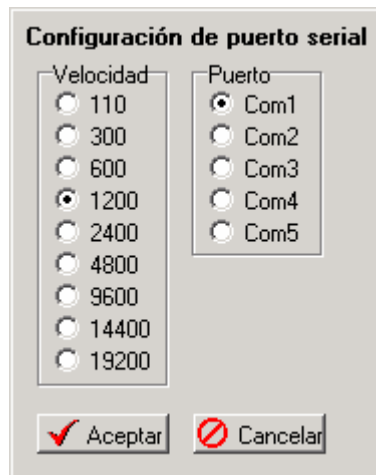 Configuración de puerto serial
Velocidad
110
300
600
1200
2400
4800
9600
14400
19200
Puerto
Com1
Com2
Com3
Com4
Com5
Aceptar
Cancelar